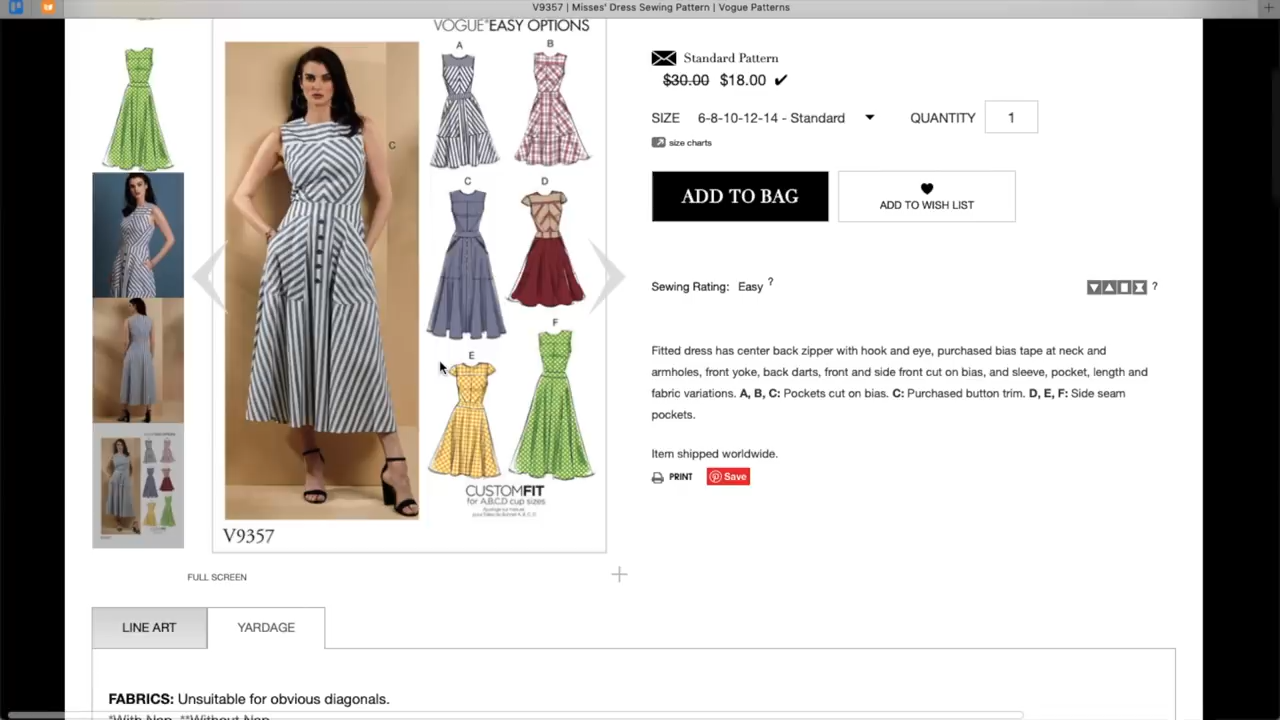 V9357 | Misses' Dress Sewing Pattern | Vogue Patterns
VOGUE EASY OPTIONS
A
B
C
C
D
E
F
CUSTOMFIT
for A,B,C,D cup sizes
V9357
FULL SCREEN
Standard Pattern
$30.00 $18.00 ✔
SIZE 6-8-10-12-14 - Standard
QUANTITY 1
size charts
ADD TO BAG
ADD TO WISH LIST
Sewing Rating: Easy ?
?
Fitted dress has center back zipper with hook and eye, purchased bias tape at neck and
armholes, front yoke, back darts, front and side front cut on bias, and sleeve, pocket, length and
fabric variations. A, B, C: Pockets cut on bias. C: Purchased button trim. D, E, F: Side seam
pockets.
Item shipped worldwide.
PRINT
Save
LINE ART
YARDAGE
FABRICS: Unsuitable for obvious diagonals.
*With Nap. **Without Nap.